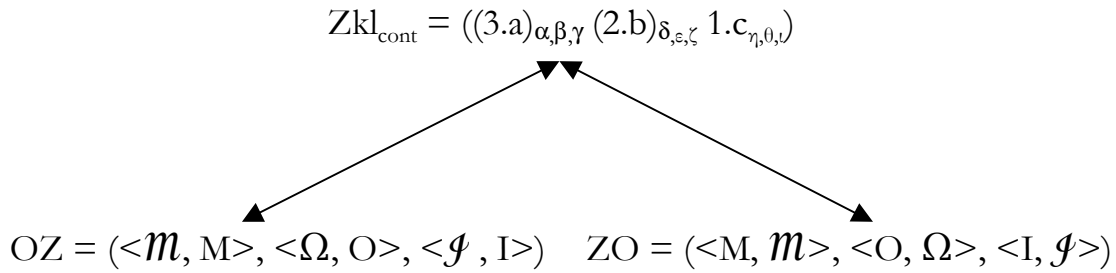 Zkl_cont = ((3.a)_α,β,γ (2.b)_δ,ε,ζ 1.c_η,θ,ι)
OZ = (<ℳ, M>, <Ω, O>, <ℐ, I>) ZO = (<M, ℳ>, <O, Ω>, <I, ℐ>)